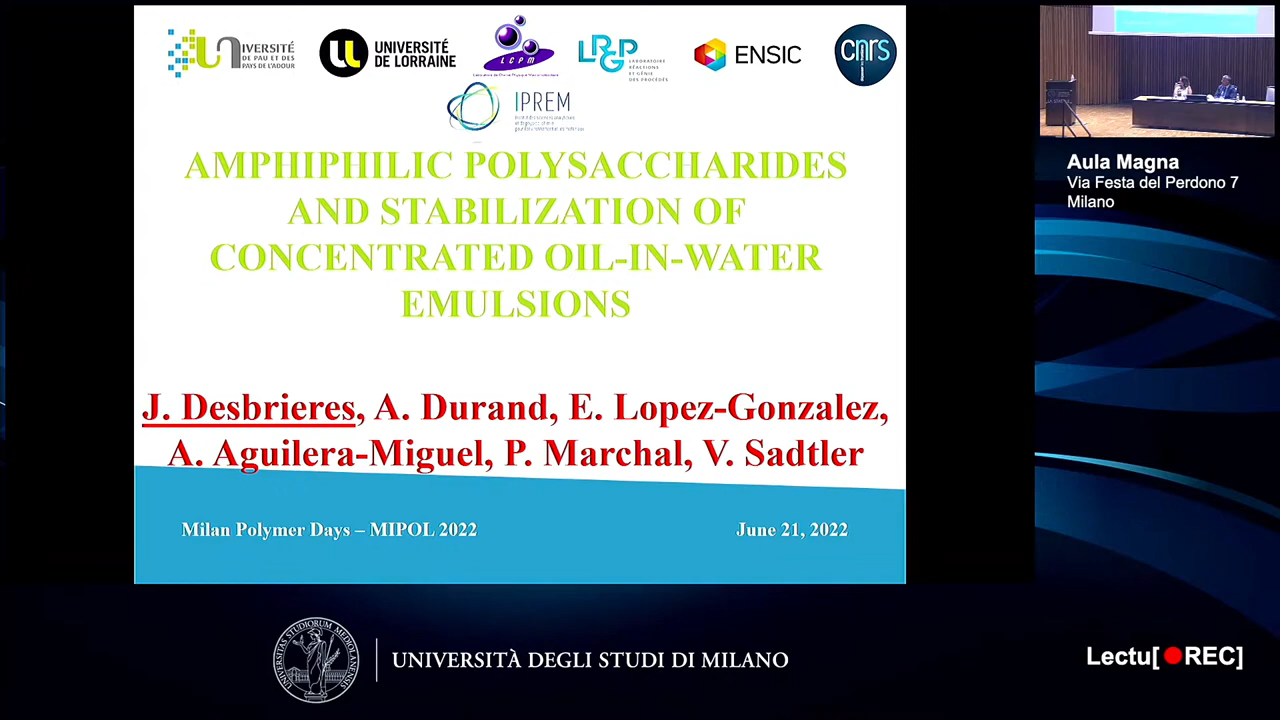 UNIVERSITÉ
DE PAU ET DES
PAYS DE L'ADOUR
UNIVERSITÉ
DE LORRAINE
LCPM
LRGP
LABORATOIRE
RÉACTIONS
ET GÉNIE
DES PROCÉDÉS
ENSIC
cnrs
IPREM
AMPHIPHILIC POLYSACCHARIDES
AND STABILIZATION OF
CONCENTRATED OIL-IN-WATER
EMULSIONS
J. Desbrieres, A. Durand, E. Lopez-Gonzalez,
A. Aguilera-Miguel, P. Marchal, V. Sadtler
Milan Polymer Days – MIPOL 2022
June 21, 2022
Aula Magna
Via Festa del Perdono 7
Milano
UNIVERSITAS STUDIORUM MEDIOLANENSIS
UNIVERSITÀ DEGLI STUDI DI MILANO
Lectu[REC]